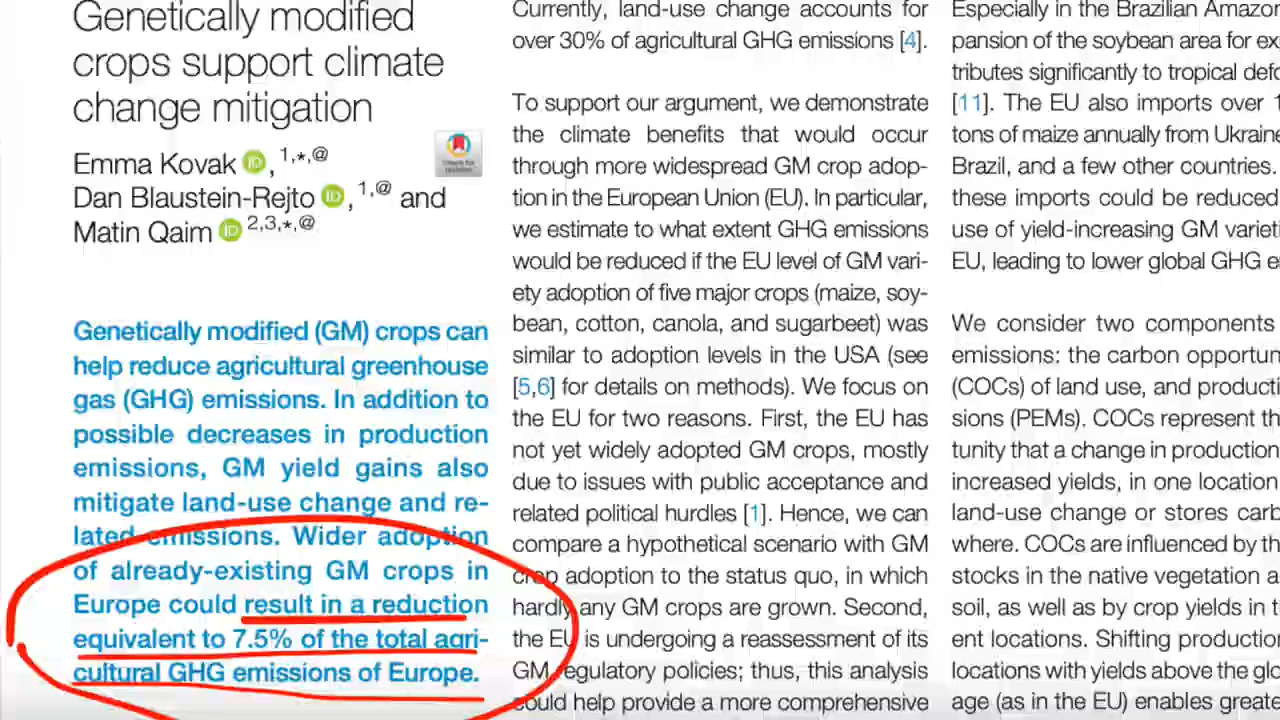 Genetically modified
crops support climate
change mitigation
Emma Kovak iD, 1,*,@
Dan Blaustein-Rejto iD, 1,@ and
Matin Qaim iD 2,3,*,@
Genetically modified (GM) crops can
help reduce agricultural greenhouse
gas (GHG) emissions. In addition to
possible decreases in production
emissions, GM yield gains also
mitigate land-use change and re-
lated emissions. Wider adoption
of already-existing GM crops in
Europe could result in a reduction
equivalent to 7.5% of the total agri-
cultural GHG emissions of Europe.
Currently, land-use change accounts for
over 30% of agricultural GHG emissions [4].
To support our argument, we demonstrate
the climate benefits that would occur
through more widespread GM crop adop-
tion in the European Union (EU). In particular,
we estimate to what extent GHG emissions
would be reduced if the EU level of GM vari-
ety adoption of five major crops (maize, soy-
bean, cotton, canola, and sugarbeet) was
similar to adoption levels in the USA (see
[5,6] for details on methods). We focus on
the EU for two reasons. First, the EU has
not yet widely adopted GM crops, mostly
due to issues with public acceptance and
related political hurdles [1]. Hence, we can
compare a hypothetical scenario with GM
crop adoption to the status quo, in which
hardly any GM crops are grown. Second,
the EU is undergoing a reassessment of its
GM regulatory policies; thus, this analysis
could help provide a more comprehensive
Especially in the Brazilian Amazon
pansion of the soybean area for ex
tributes significantly to tropical defo
[11]. The EU also imports over 1
tons of maize annually from Ukraine
Brazil, and a few other countries.
these imports could be reduced
use of yield-increasing GM varieti
EU, leading to lower global GHG e
We consider two components
emissions: the carbon opportun
(COCs) of land use, and producti
sions (PEMs). COCs represent th
tunity that a change in production
increased yields, in one location
land-use change or stores carb
where. COCs are influenced by th
stocks in the native vegetation a
soil, as well as by crop yields in t
ent locations. Shifting production
locations with yields above the glo
age (as in the EU) enables greate